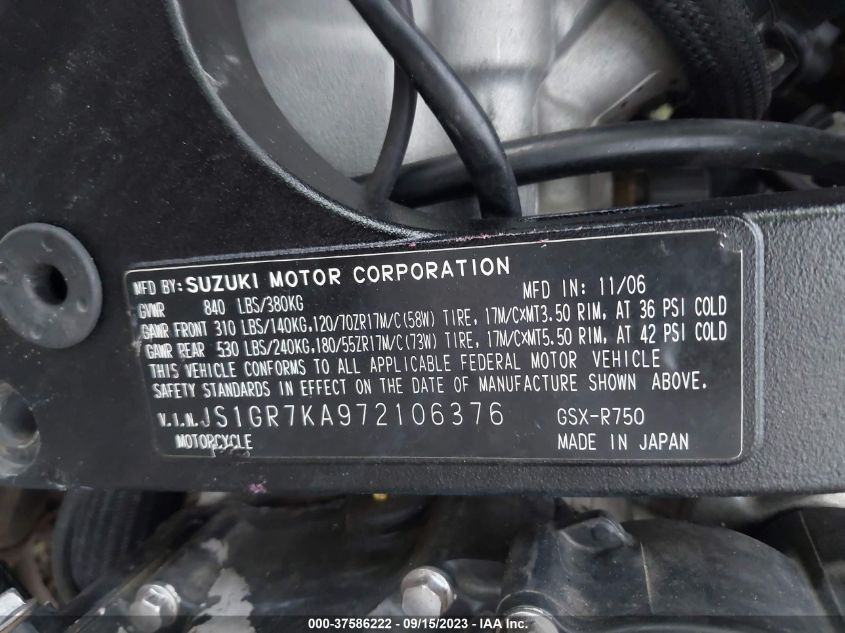 MFD BY: SUZUKI MOTOR CORPORATION MFD IN: 11/06
GVWR 840 LBS/380KG
GAWR FRONT 310 LBS/140KG,120/70ZR17M/C(58W) TIRE, 17M/CXMT3.50 RIM, AT 36 PSI COLD
GAWR REAR 530 LBS/240KG,180/55ZR17M/C(73W) TIRE, 17M/CXMT5.50 RIM, AT 42 PSI COLD
THIS VEHICLE CONFORMS TO ALL APPLICABLE FEDERAL MOTOR VEHICLE
SAFETY STANDARDS IN EFFECT ON THE DATE OF MANUFACTURE SHOWN ABOVE.
V.I.N. JS1GR7KA972106376 GSX-R750
MOTORCYCLE MADE IN JAPAN
000-37586222 - 09/15/2023 - IAA Inc.